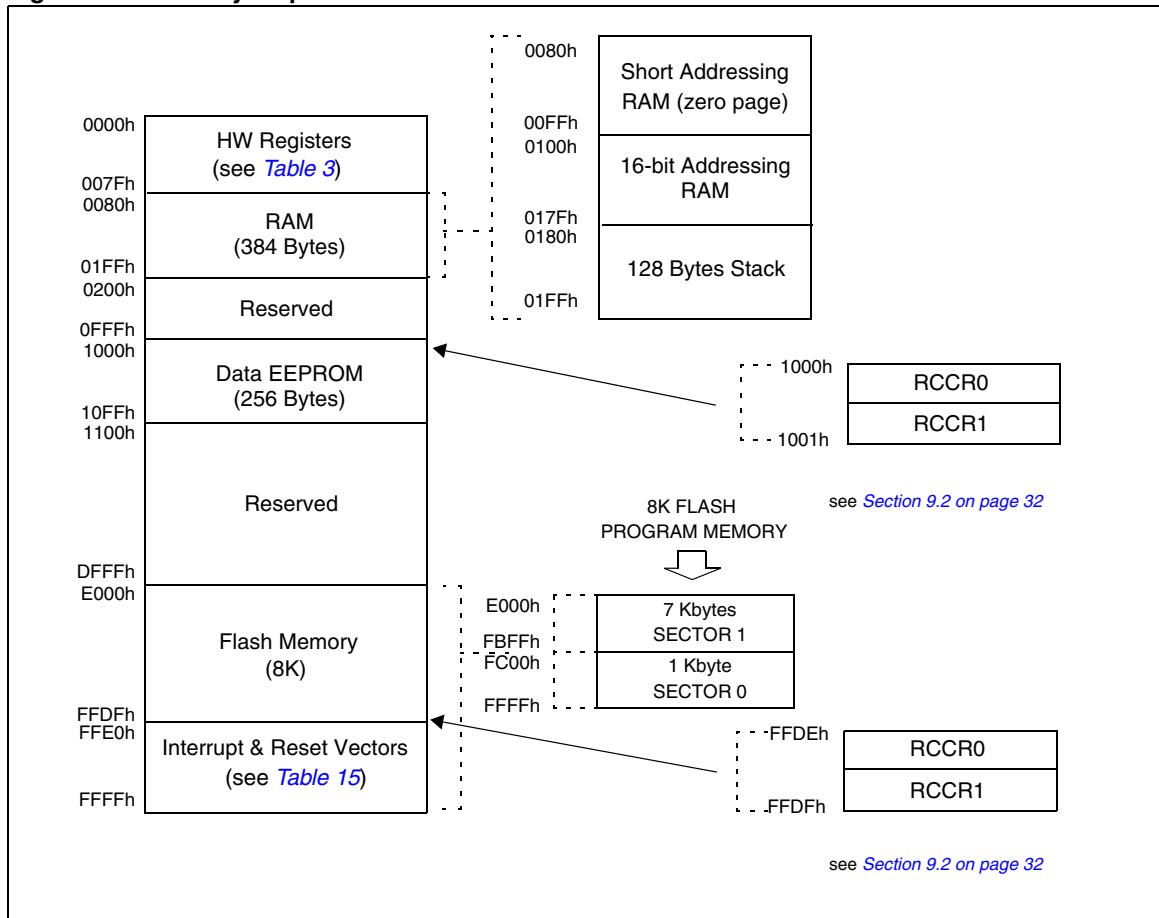 0000h
HW Registers
(see Table 3)
007Fh
0080h
RAM
(384 Bytes)
01FFh
0200h
Reserved
0FFFh
1000h
Data EEPROM
(256 Bytes)
10FFh
1100h
Reserved
DFFFh
E000h
Flash Memory
(8K)
FFDFh
FFE0h
Interrupt & Reset Vectors
(see Table 15)
FFFFh
0080h
Short Addressing
RAM (zero page)
00FFh
0100h
16-bit Addressing
RAM
017Fh
0180h
128 Bytes Stack
01FFh
1000h
RCCR0
RCCR1
1001h
see Section 9.2 on page 32
8K FLASH
PROGRAM MEMORY
E000h
7 Kbytes
SECTOR 1
FBFFh
FC00h
1 Kbyte
SECTOR 0
FFFFh
FFDEh
RCCR0
RCCR1
FFDFh
see Section 9.2 on page 32